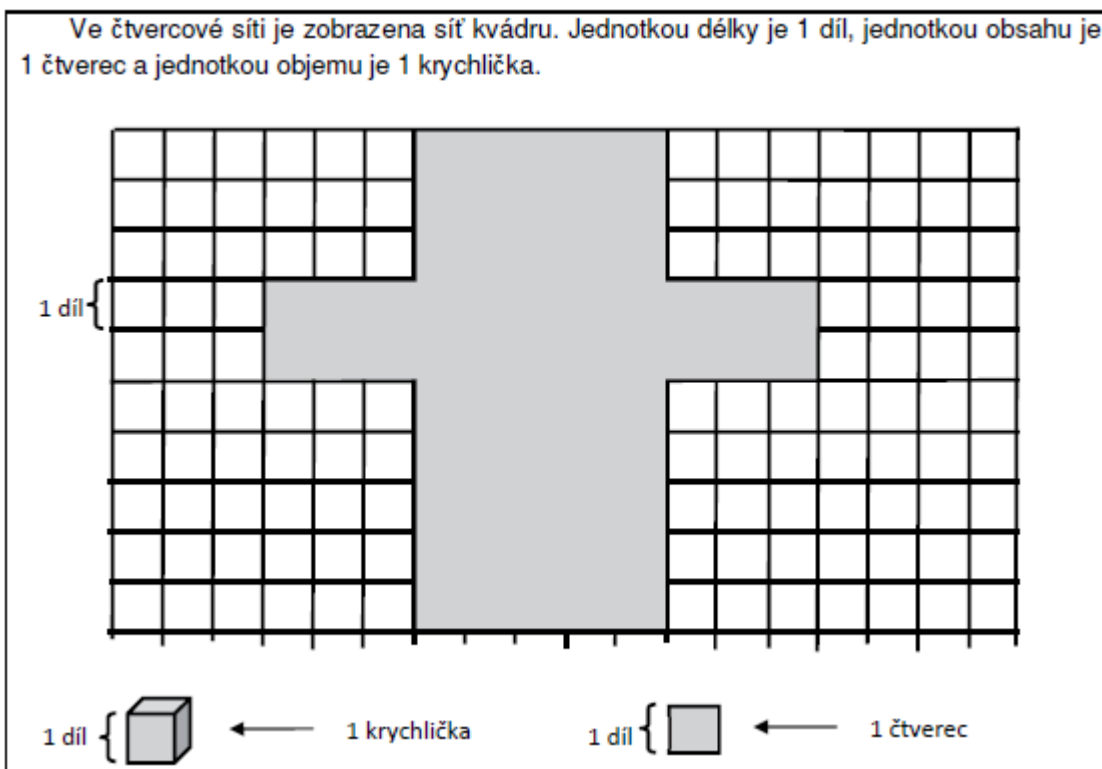 Ve čtvercové síti je zobrazena síť kvádru. Jednotkou délky je 1 díl, jednotkou obsahu je
1 čtverec a jednotkou objemu je 1 krychlička.
1 díl
1 díl
1 krychlička
1 díl
1 čtverec